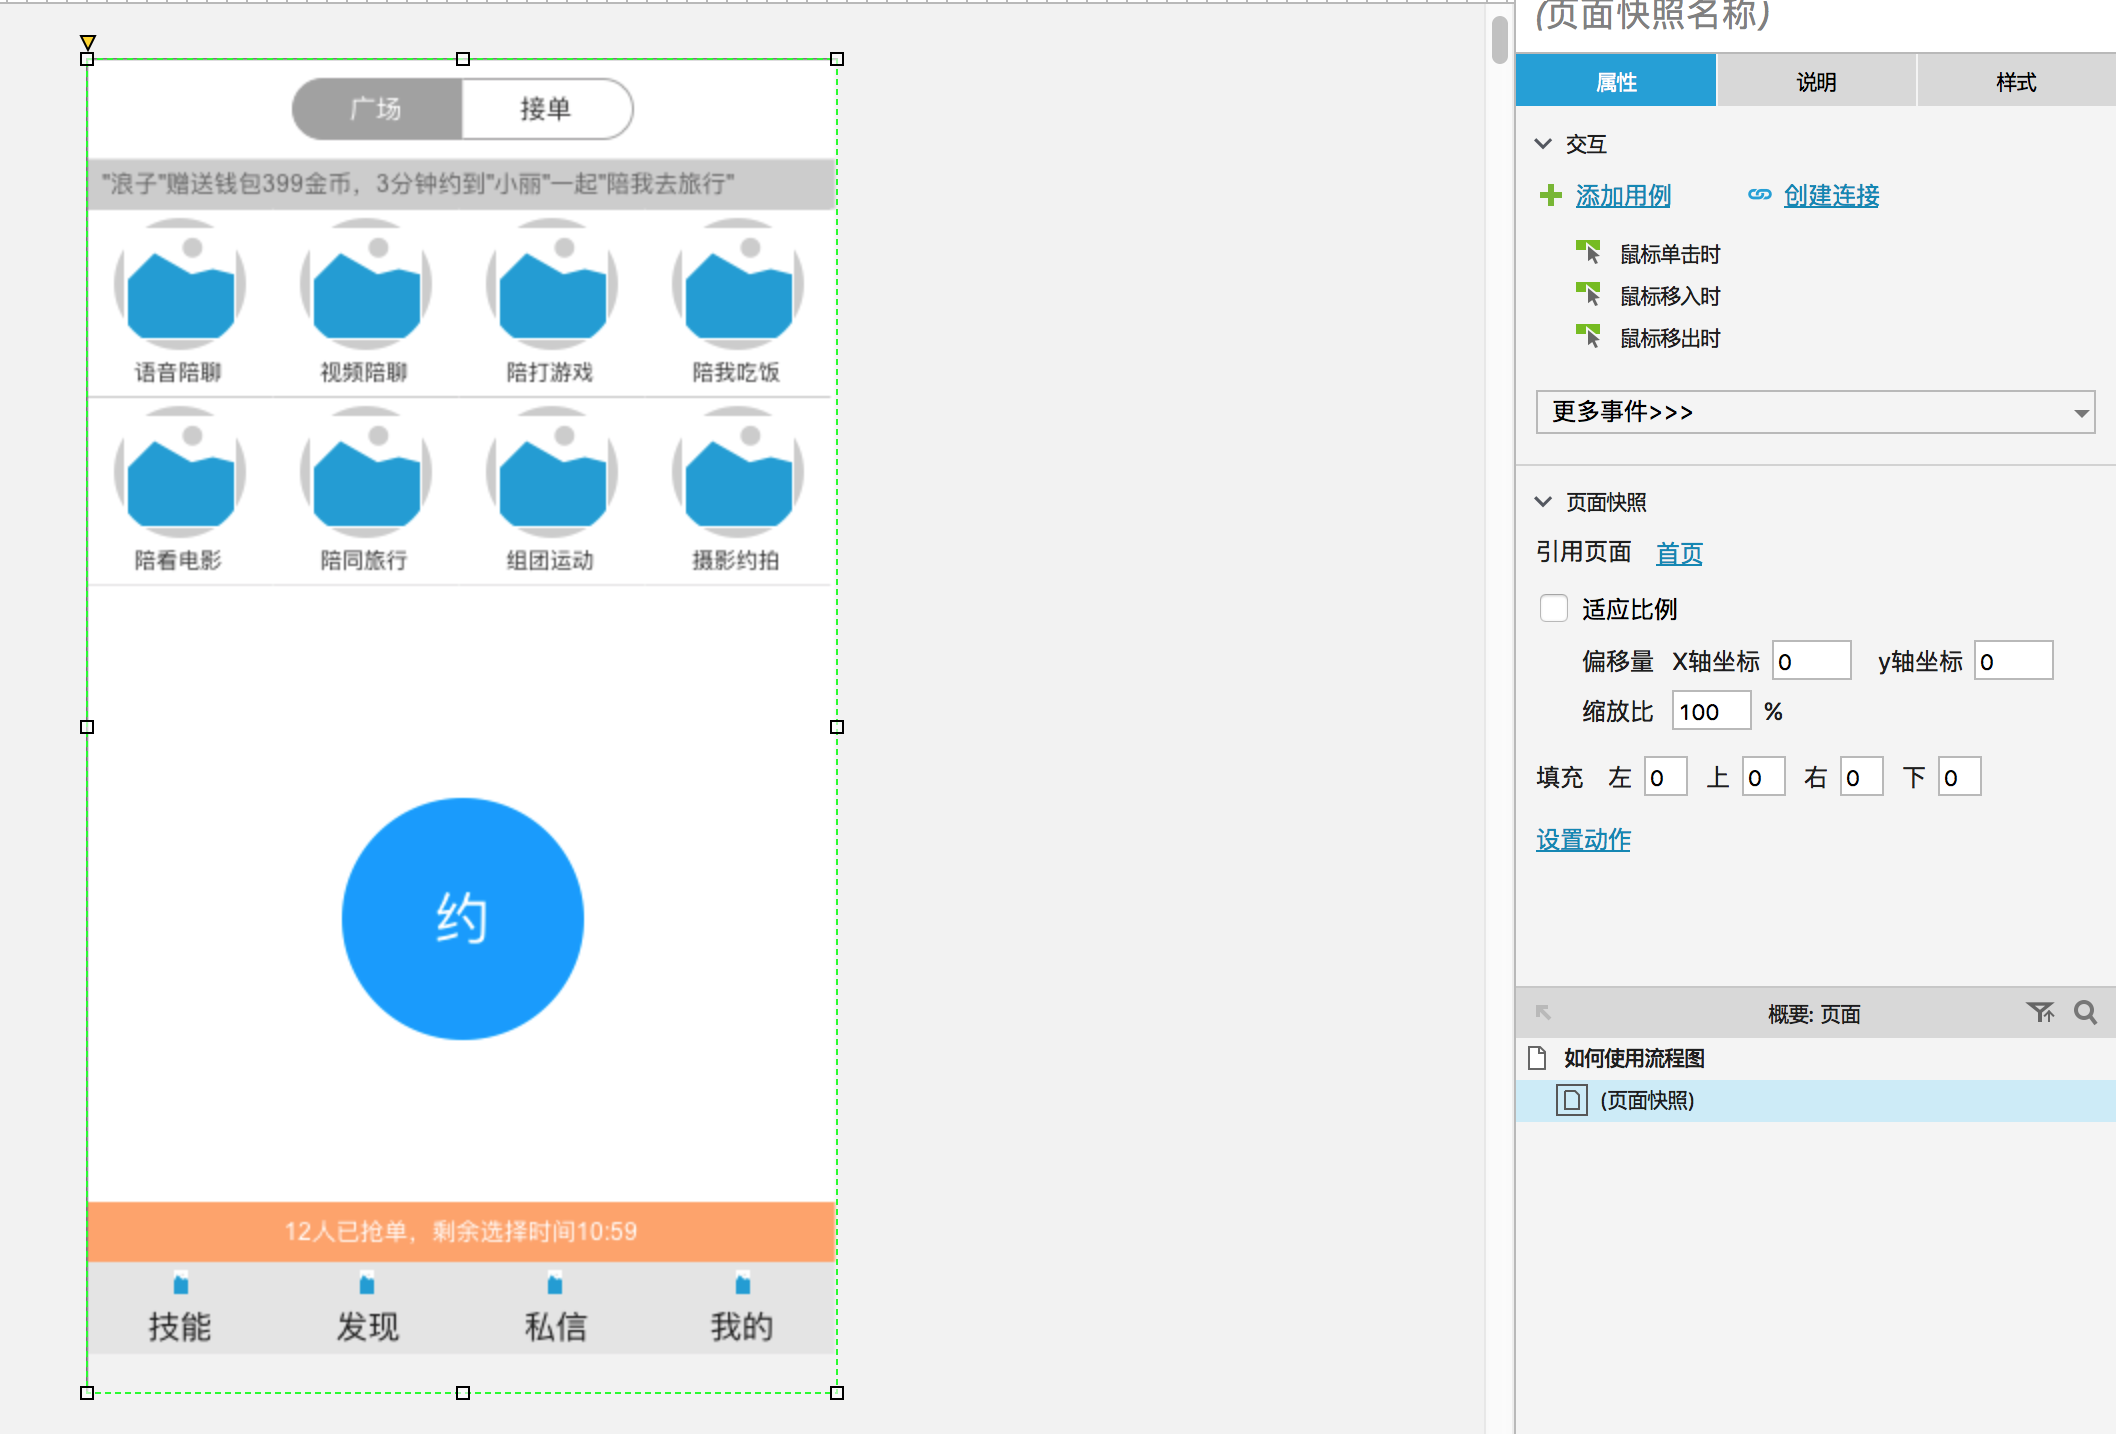 广场 接单
"浪子"赠送钱包399金币，3分钟约到"小丽"一起"陪我去旅行"
语音陪聊 视频陪聊 陪打游戏 陪我吃饭
陪看电影 陪同旅行 组团运动 摄影约拍
约
12人已抢单，剩余选择时间10:59
技能 发现 私信 我的
(页面快照名称)
属性 说明 样式
交互
添加用例 创建连接
鼠标单击时
鼠标移入时
鼠标移出时
更多事件>>>
页面快照
引用页面 首页
适应比例
偏移量 X轴坐标 0 y轴坐标 0
缩放比 100 %
填充 左 0 上 0 右 0 下 0
设置动作
概要: 页面
如何使用流程图
(页面快照)